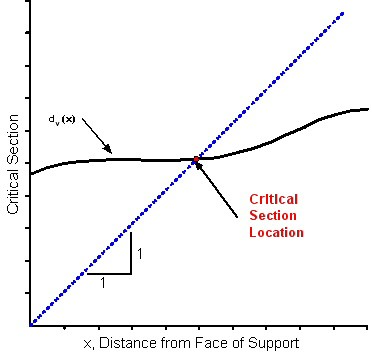 Critical Section
dv(x)
Critical
Section
Location
1
1
x, Distance from Face of Support